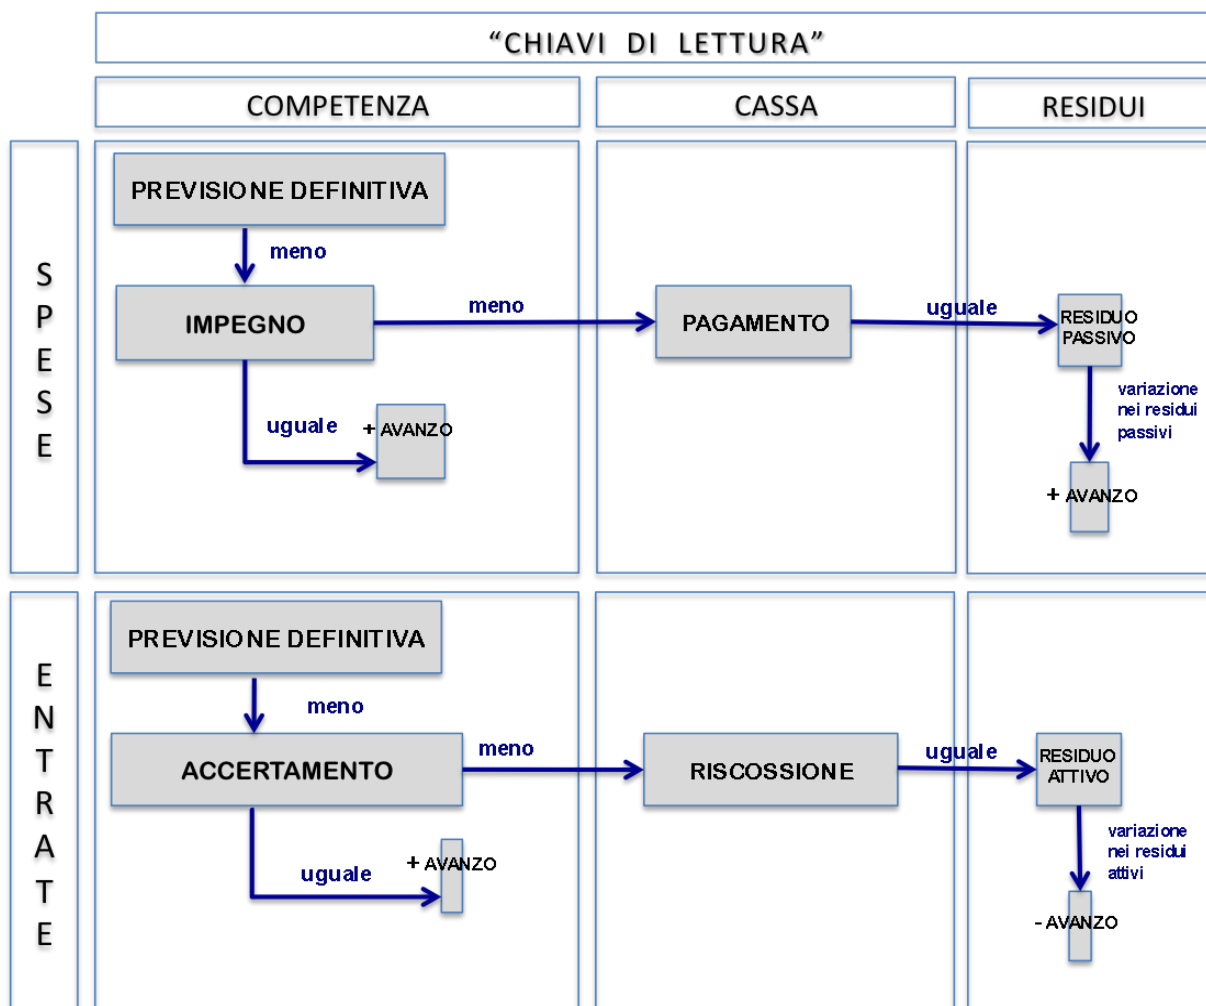 “CHIAVI DI LETTURA”
COMPETENZA
CASSA
RESIDUI
SPESE
PREVISIONE DEFINITIVA
meno
IMPEGNO
meno
PAGAMENTO
uguale
RESIDUO
PASSIVO
uguale
+ AVANZO
variazione
nei residui
passivi
+ AVANZO
ENTRATE
PREVISIONE DEFINITIVA
meno
ACCERTAMENTO
meno
RISCOSSIONE
uguale
RESIDUO
ATTIVO
uguale
+ AVANZO
variazione
nei residui
attivi
- AVANZO